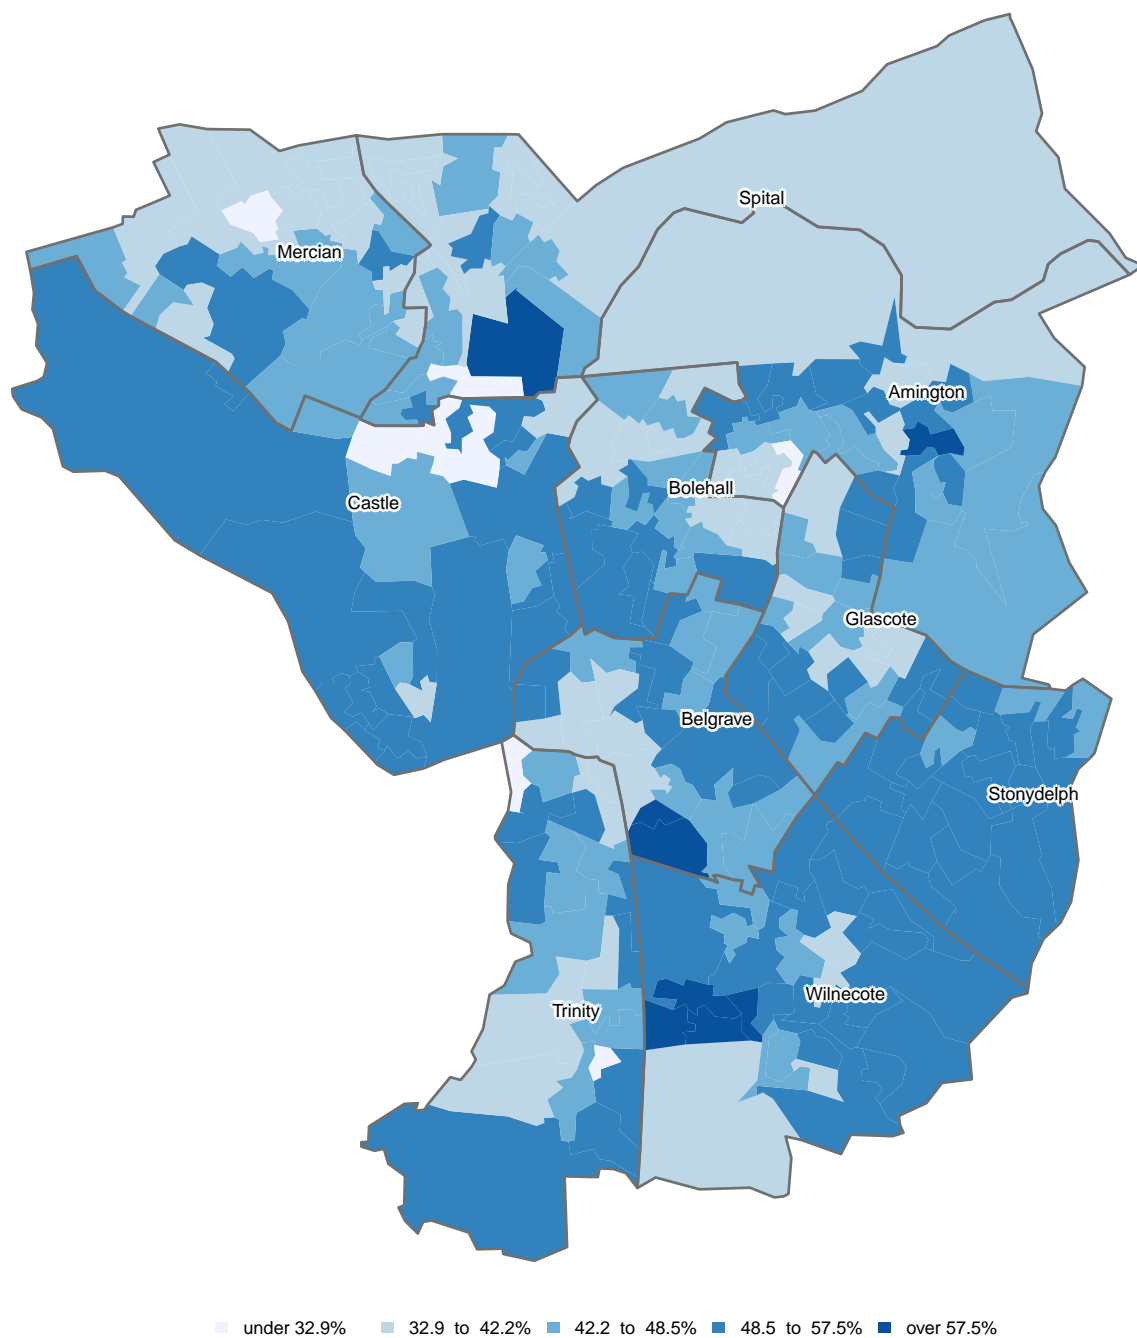 Spital
Mercian
Amington
Bolehall
Castle
Glascote
Belgrave
Stonydelph
Wilnecote
Trinity
under 32.9% 32.9 to 42.2% 42.2 to 48.5% 48.5 to 57.5% over 57.5%